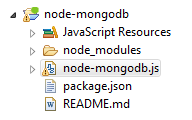 node-mongodb
JavaScript Resources
node_modules
node-mongodb.js
package.json
README.md